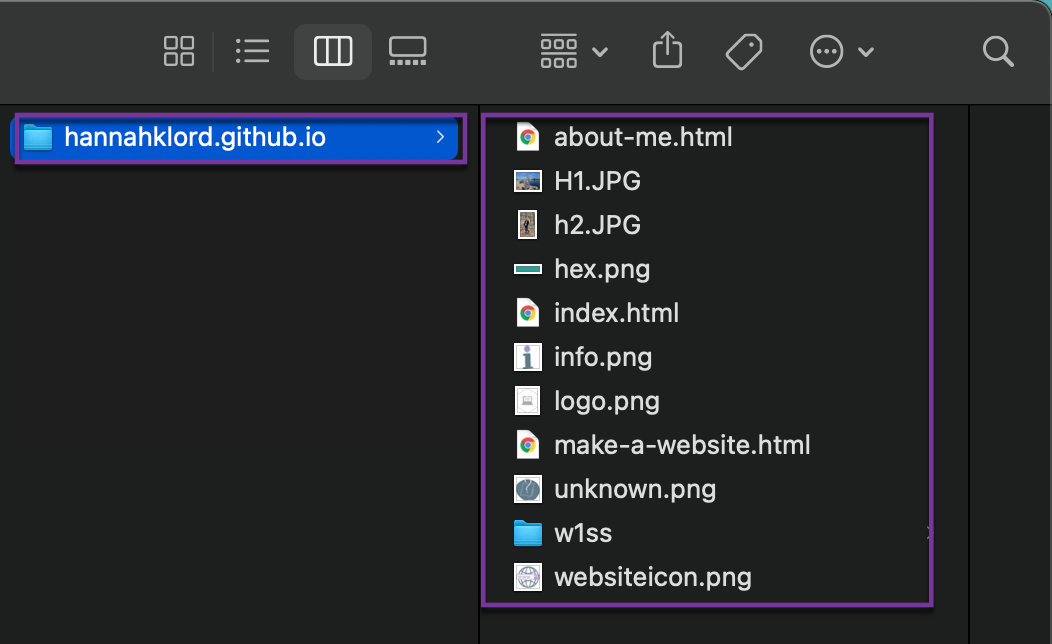 hannahklord.github.io
about-me.html
H1.JPG
h2.JPG
hex.png
index.html
info.png
logo.png
make-a-website.html
unknown.png
w1ss
websiteicon.png